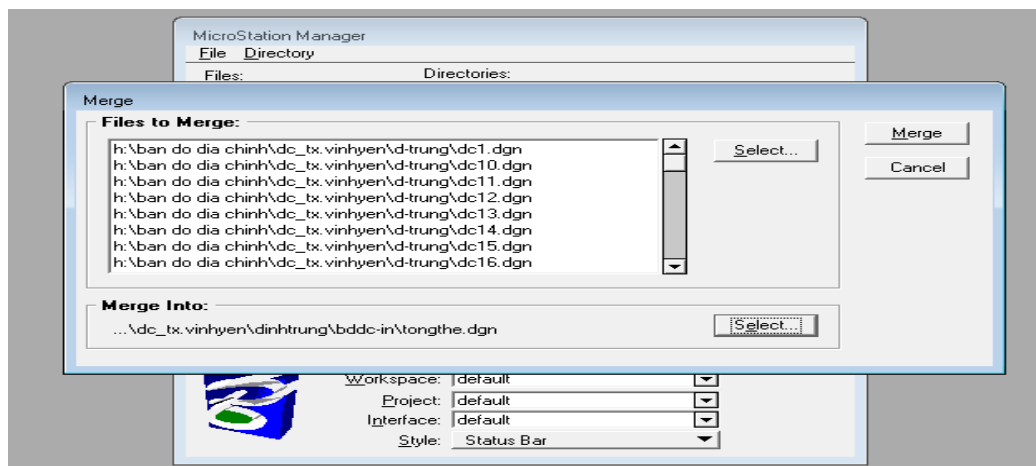 MicroStation Manager
File Directory
Files: Directories:
Merge
Files to Merge:
h:\ban do dia chinh\dc_tx.vinhyen\d-trung\dc1.dgn
h:\ban do dia chinh\dc_tx.vinhyen\d-trung\dc10.dgn
h:\ban do dia chinh\dc_tx.vinhyen\d-trung\dc11.dgn
h:\ban do dia chinh\dc_tx.vinhyen\d-trung\dc12.dgn
h:\ban do dia chinh\dc_tx.vinhyen\d-trung\dc13.dgn
h:\ban do dia chinh\dc_tx.vinhyen\d-trung\dc14.dgn
h:\ban do dia chinh\dc_tx.vinhyen\d-trung\dc15.dgn
h:\ban do dia chinh\dc_tx.vinhyen\d-trung\dc16.dgn
Select...
Merge
Cancel
Merge Into:
...\dc_tx.vinhyen\dinhtrung\bddc-in\tongthe.dgn
Select...
Workspace: default
Project: default
Interface: default
Style: Status Bar